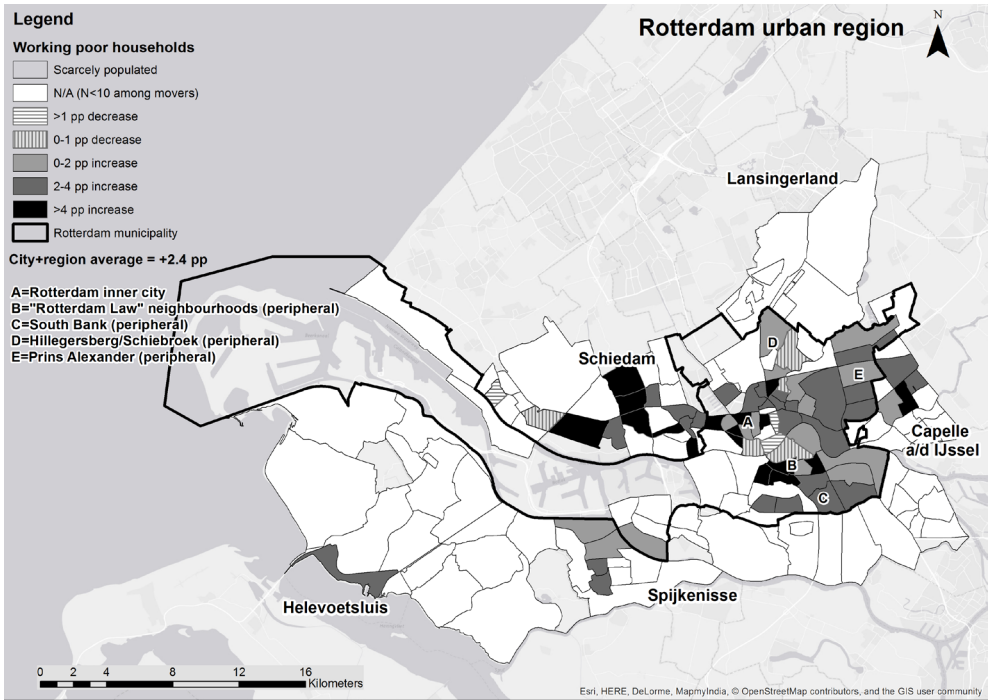 Legend
Working poor households
Scarcely populated
N/A (N<10 among movers)
>1 pp decrease
0-1 pp decrease
0-2 pp increase
2-4 pp increase
>4 pp increase
Rotterdam municipality
City+region average = +2.4 pp
A=Rotterdam inner city
B="Rotterdam Law" neighbourhoods (peripheral)
C=South Bank (peripheral)
D=Hillegersberg/Schiebroek (peripheral)
E=Prins Alexander (peripheral)
Rotterdam urban region
N
Lansingerland
Schiedam
D
E
A
Capelle
a/d IJssel
B
C
Helevoetsluis
Spijkenisse
0 2 4 8 12 16
Kilometers
Esri, HERE, DeLorme, MapmyIndia, © OpenStreetMap contributors, and the GIS user community